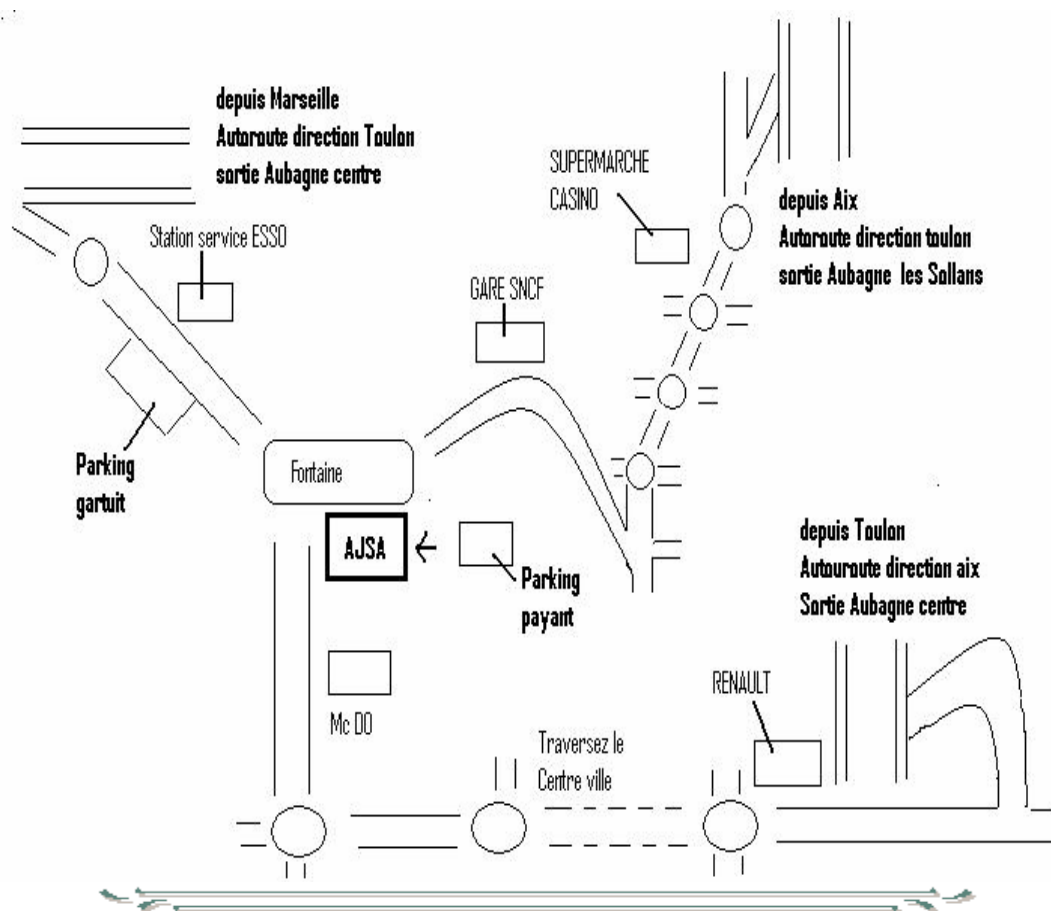 depuis Marseille
Autoroute direction Toulon
sortie Aubagne centre
Station service ESSO
SUPERMARCHE
CASINO
depuis Aix
Autoroute direction toulon
sortie Aubagne les Sollans
GARE SNCF
Parking
gartuit
Fontaine
AJSA
Parking
payant
depuis Toulon
Autouroute direction aix
Sortie Aubagne centre
RENAULT
Mc DO
Traversez le
Centre ville